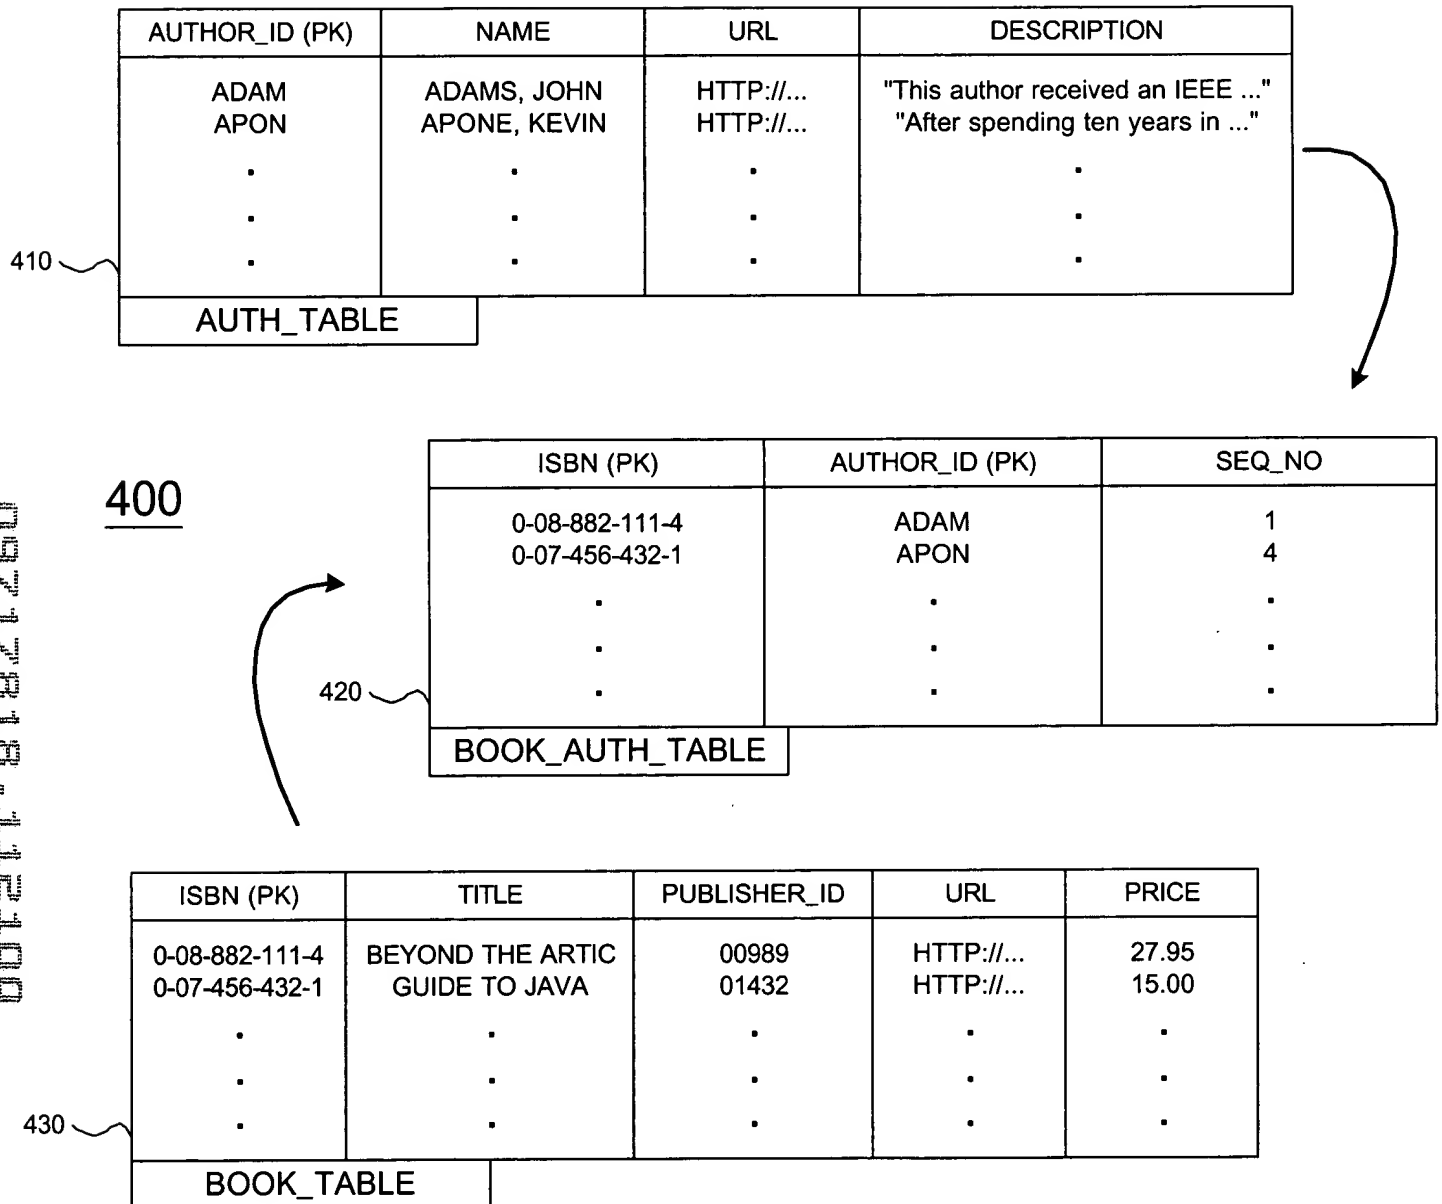 AUTHOR_ID (PK) NAME URL DESCRIPTION
ADAM ADAMS, JOHN HTTP://... "This author received an IEEE ..."
APON APONE, KEVIN HTTP://... "After spending ten years in ..."
410
AUTH_TABLE
400
ISBN (PK) AUTHOR_ID (PK) SEQ_NO
0-08-882-111-4 ADAM 1
0-07-456-432-1 APON 4
420
BOOK_AUTH_TABLE
ISBN (PK) TITLE PUBLISHER_ID URL PRICE
0-08-882-111-4 BEYOND THE ARTIC 00989 HTTP://... 27.95
0-07-456-432-1 GUIDE TO JAVA 01432 HTTP://... 15.00
430
BOOK_TABLE
09717818.112100